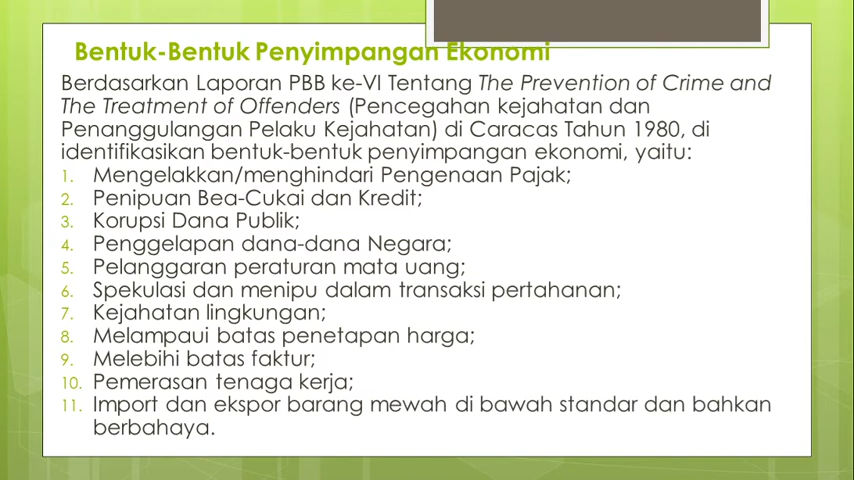 Bentuk-Bentuk Penyimpangan Ekonomi
Berdasarkan Laporan PBB ke-VI Tentang The Prevention of Crime and
The Treatment of Offenders (Pencegahan kejahatan dan
Penanggulangan Pelaku Kejahatan) di Caracas Tahun 1980, di
identifikasikan bentuk-bentuk penyimpangan ekonomi, yaitu:
1. Mengelakkan/menghindari Pengenaan Pajak;
2. Penipuan Bea-Cukai dan Kredit;
3. Korupsi Dana Publik;
4. Penggelapan dana-dana Negara;
5. Pelanggaran peraturan mata uang;
6. Spekulasi dan menipu dalam transaksi pertahanan;
7. Kejahatan lingkungan;
8. Melampaui batas penetapan harga;
9. Melebihi batas faktur;
10. Pemerasan tenaga kerja;
11. Import dan ekspor barang mewah di bawah standar dan bahkan
berbahaya.